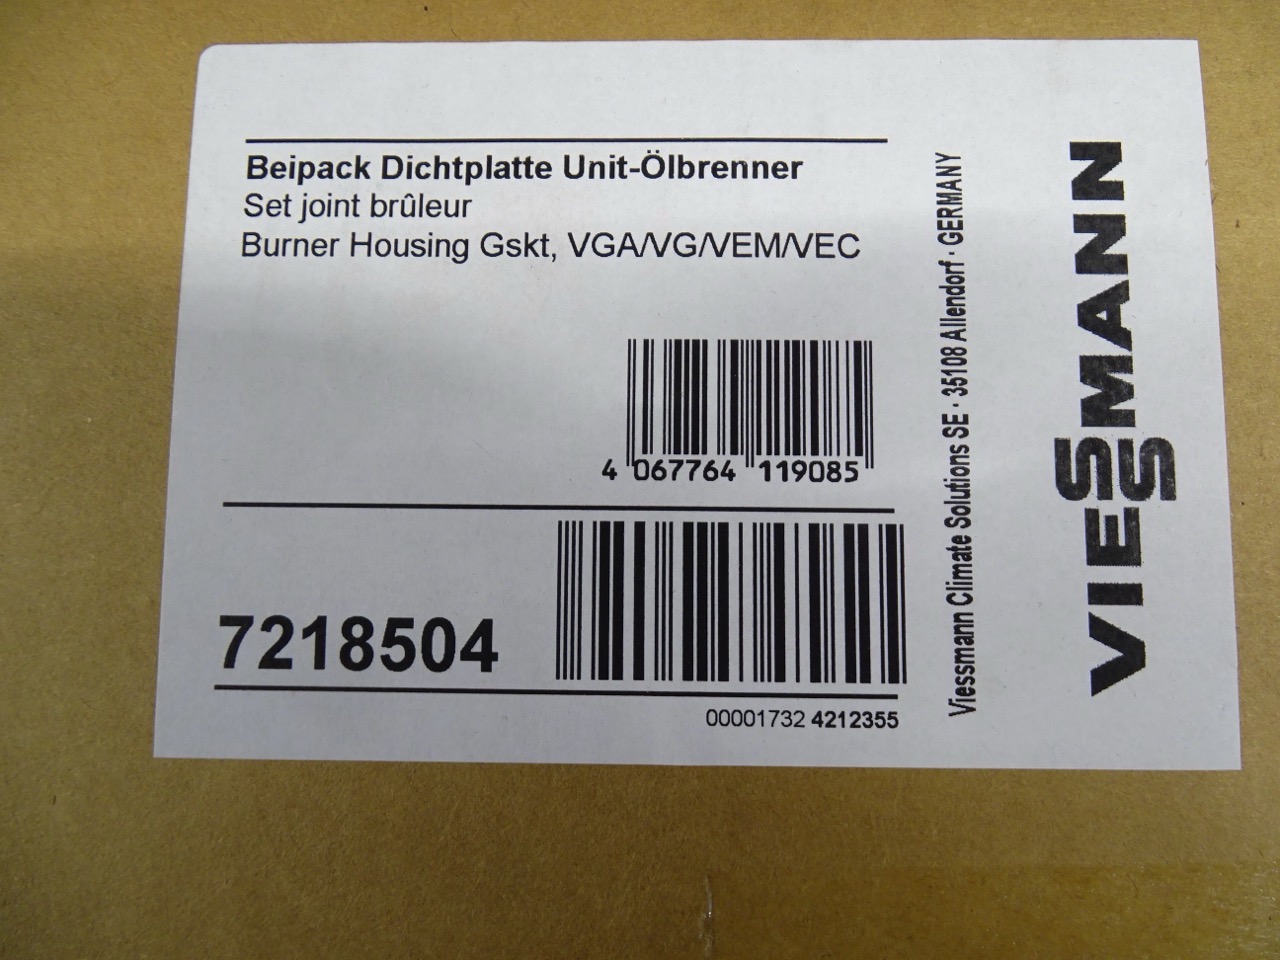 Beipack Dichtplatte Unit-Ölbrenner
Set joint brûleur
Burner Housing Gskt, VGA/VG/VEM/VEC
4 067764 119085
7218504
00001732 4212355
Viessmann Climate Solutions SE · 35108 Allendorf · GERMANY
VIESSMANN